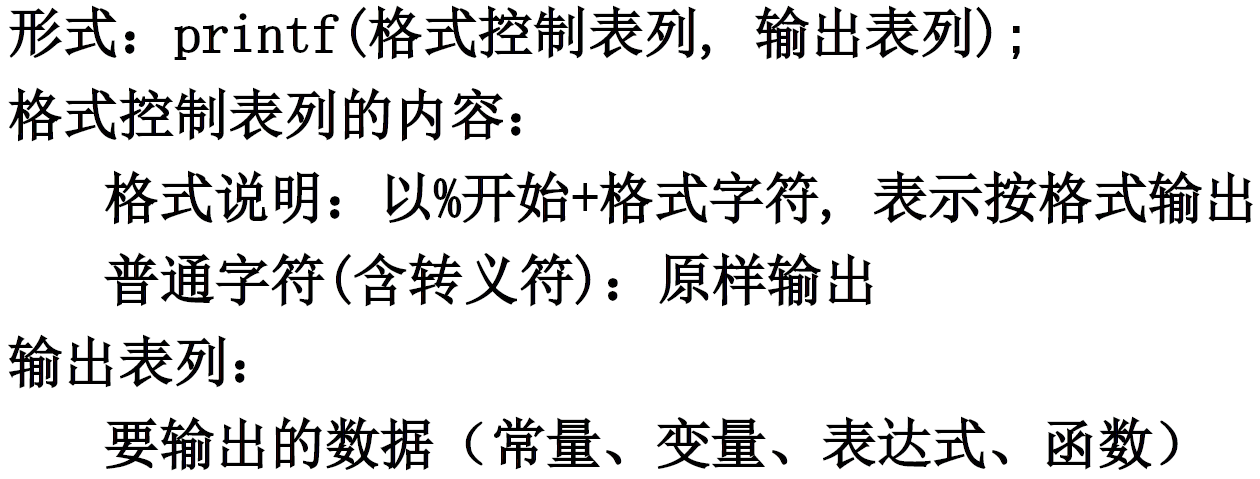 形式：printf(格式控制表列, 输出表列);
格式控制表列的内容：
格式说明：以%开始+格式字符, 表示按格式输出
普通字符(含转义符)：原样输出
输出表列：
要输出的数据（常量、变量、表达式、函数）